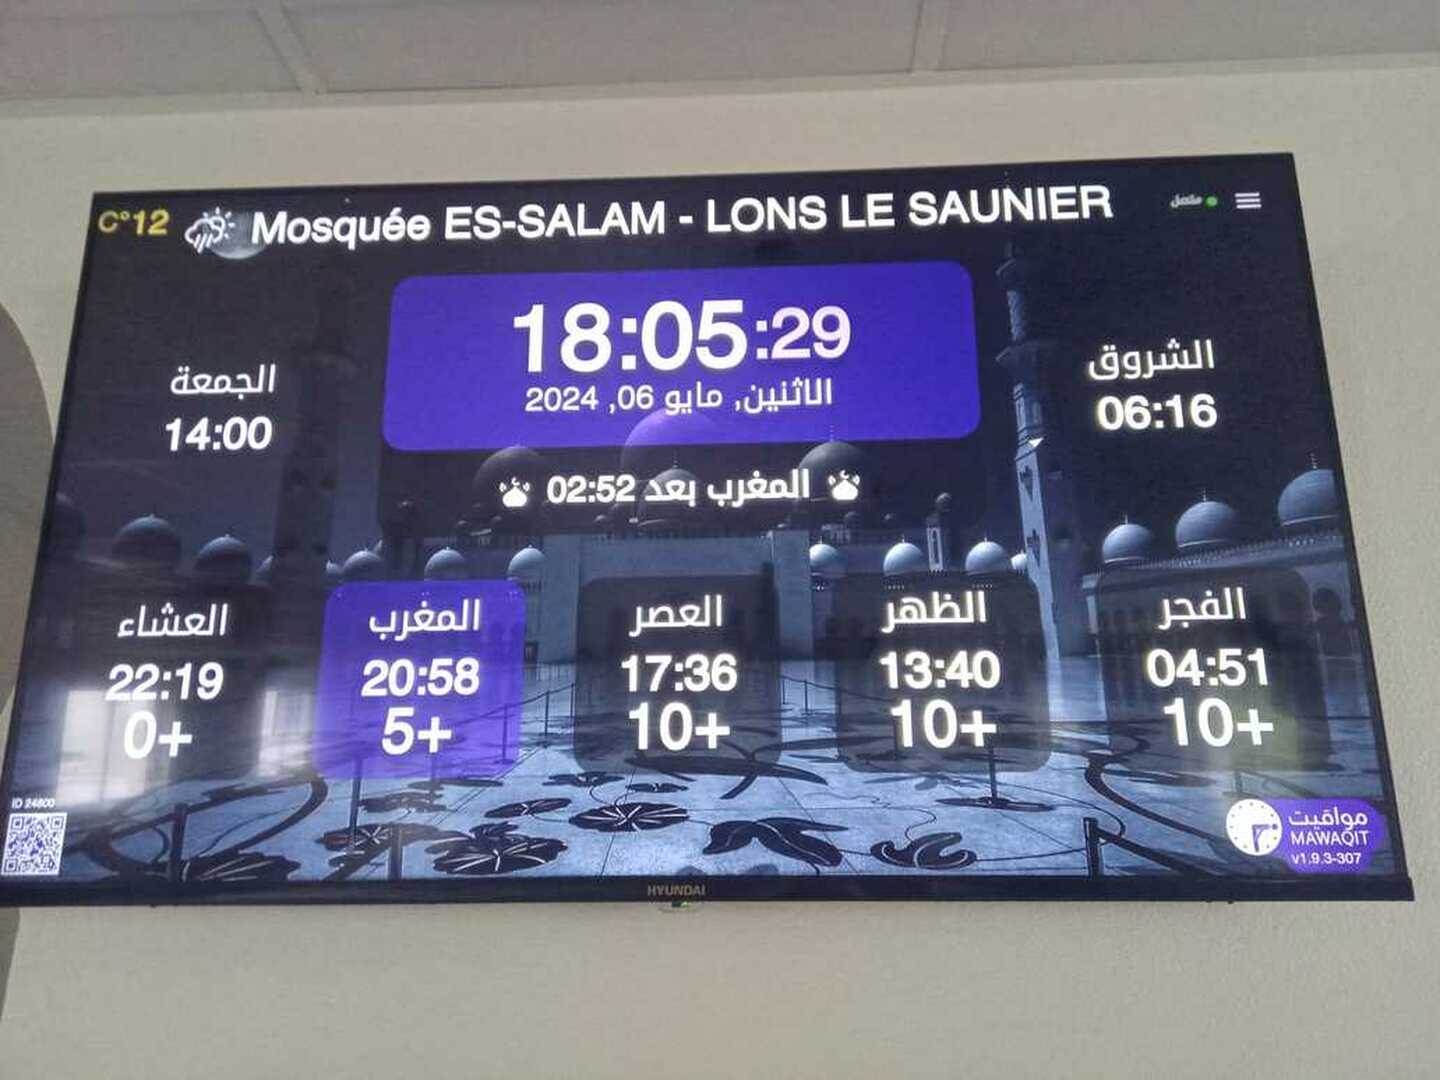 C°12
Mosquée ES-SALAM - LONS LE SAUNIER
متصل
18:05:29
الاثنين, مايو 06, 2024
الجمعة
14:00
الشروق
06:16
المغرب بعد 02:52
الفجر
04:51
10+
الظهر
13:40
10+
العصر
17:36
10+
المغرب
20:58
5+
العشاء
22:19
0+
ID 24800
مواقيت
MAWAQIT
v1.9.3-307
HYUNDAI